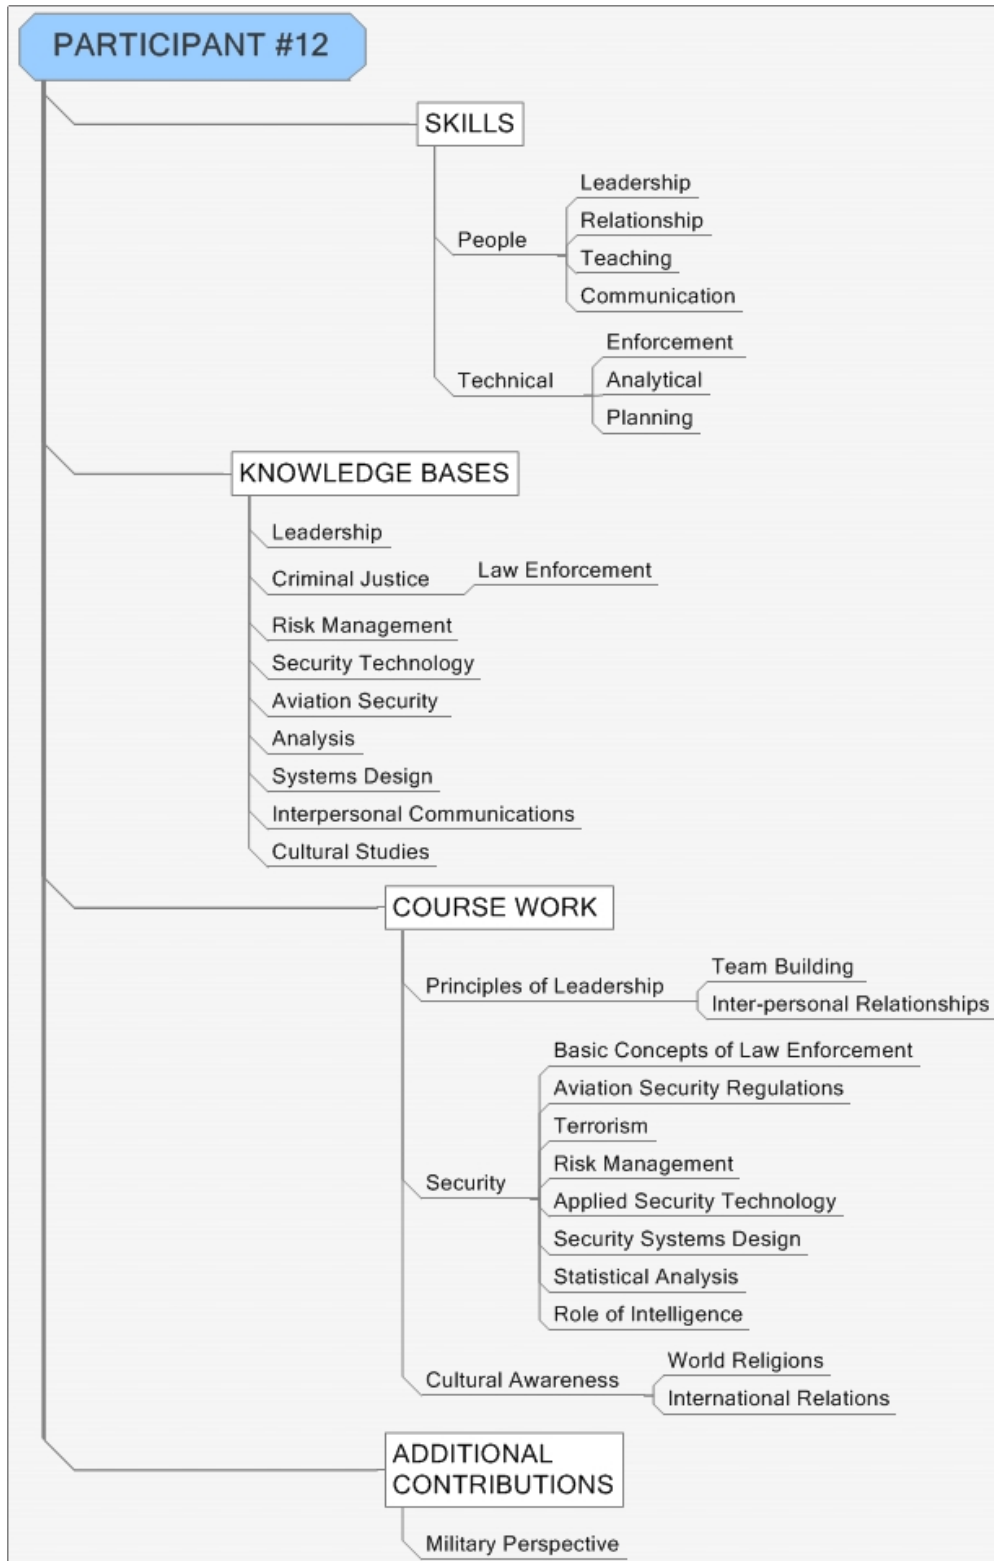 PARTICIPANT #12
SKILLS
People
Leadership
Relationship
Teaching
Communication
Technical
Enforcement
Analytical
Planning
KNOWLEDGE BASES
Leadership
Criminal Justice
Law Enforcement
Risk Management
Security Technology
Aviation Security
Analysis
Systems Design
Interpersonal Communications
Cultural Studies
COURSE WORK
Principles of Leadership
Team Building
Inter-personal Relationships
Security
Basic Concepts of Law Enforcement
Aviation Security Regulations
Terrorism
Risk Management
Applied Security Technology
Security Systems Design
Statistical Analysis
Role of Intelligence
Cultural Awareness
World Religions
International Relations
ADDITIONAL
CONTRIBUTIONS
Military Perspective